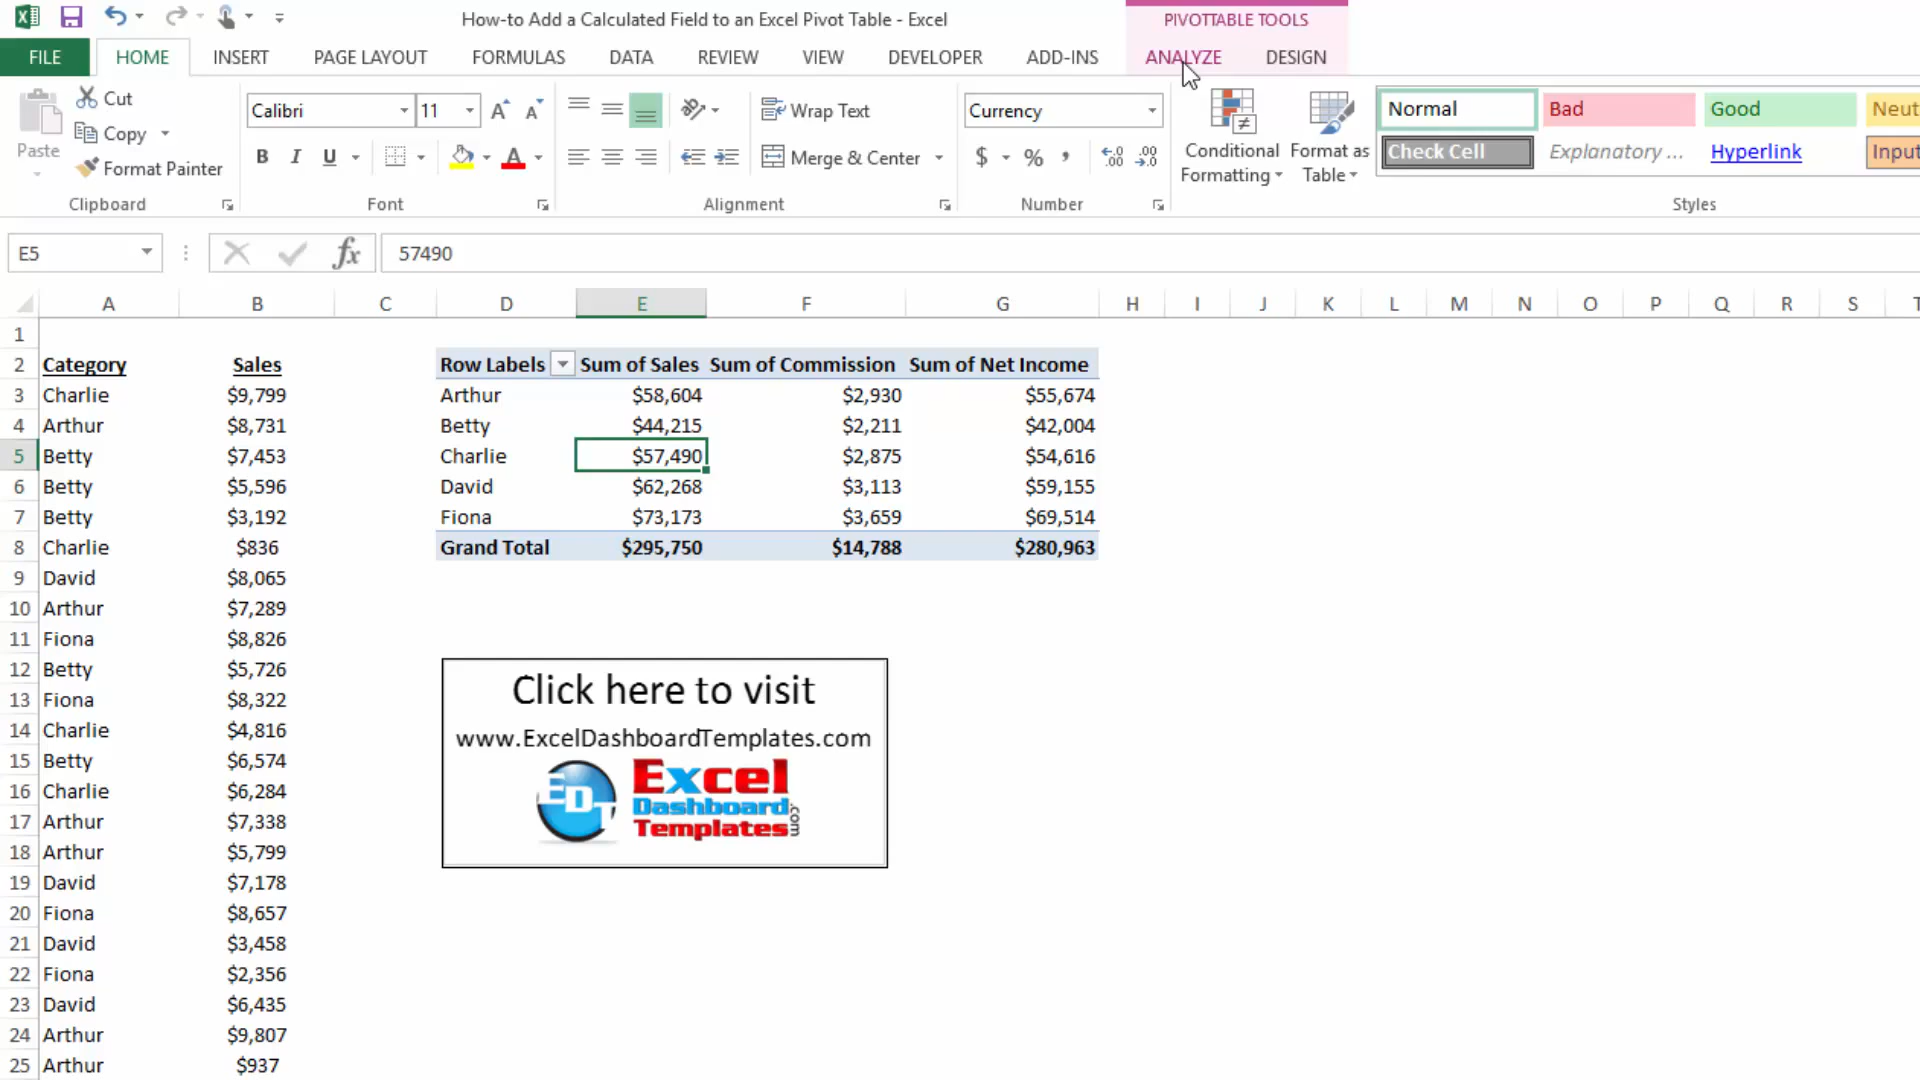 How-to Add a Calculated Field to an Excel Pivot Table - Excel
PIVOTTABLE TOOLS
FILE HOME INSERT PAGE LAYOUT FORMULAS DATA REVIEW VIEW DEVELOPER ADD-INS ANALYZE DESIGN
Paste
Cut
Copy
Format Painter
Clipboard
Calibri 11
B I U
Font
Wrap Text
Merge & Center
Alignment
Currency
$ % ,
Number
Conditional
Formatting
Format as
Table
Normal Bad Good Neut
Check Cell Explanatory ... Hyperlink Input
Styles
E5 fx 57490
A B C D E F G H I J K L M N O P Q R S T
1
2 Category Sales Row Labels Sum of Sales Sum of Commission Sum of Net Income
3 Charlie $9,799 Arthur $58,604 $2,930 $55,674
4 Arthur $8,731 Betty $44,215 $2,211 $42,004
5 Betty $7,453 Charlie $57,490 $2,875 $54,616
6 Betty $5,596 David $62,268 $3,113 $59,155
7 Betty $3,192 Fiona $73,173 $3,659 $69,514
8 Charlie $836 Grand Total $295,750 $14,788 $280,963
9 David $8,065
10 Arthur $7,289
11 Fiona $8,826
12 Betty $5,726
13 Fiona $8,322
14 Charlie $4,816
15 Betty $6,574
16 Charlie $6,284
17 Arthur $7,338
18 Arthur $5,799
19 David $7,178
20 Fiona $8,657
21 David $3,458
22 Fiona $2,356
23 David $6,435
24 Arthur $9,807
25 Arthur $937
Click here to visit
www.ExcelDashboardTemplates.com
EDT
Excel
Dashboard
Templates
.com